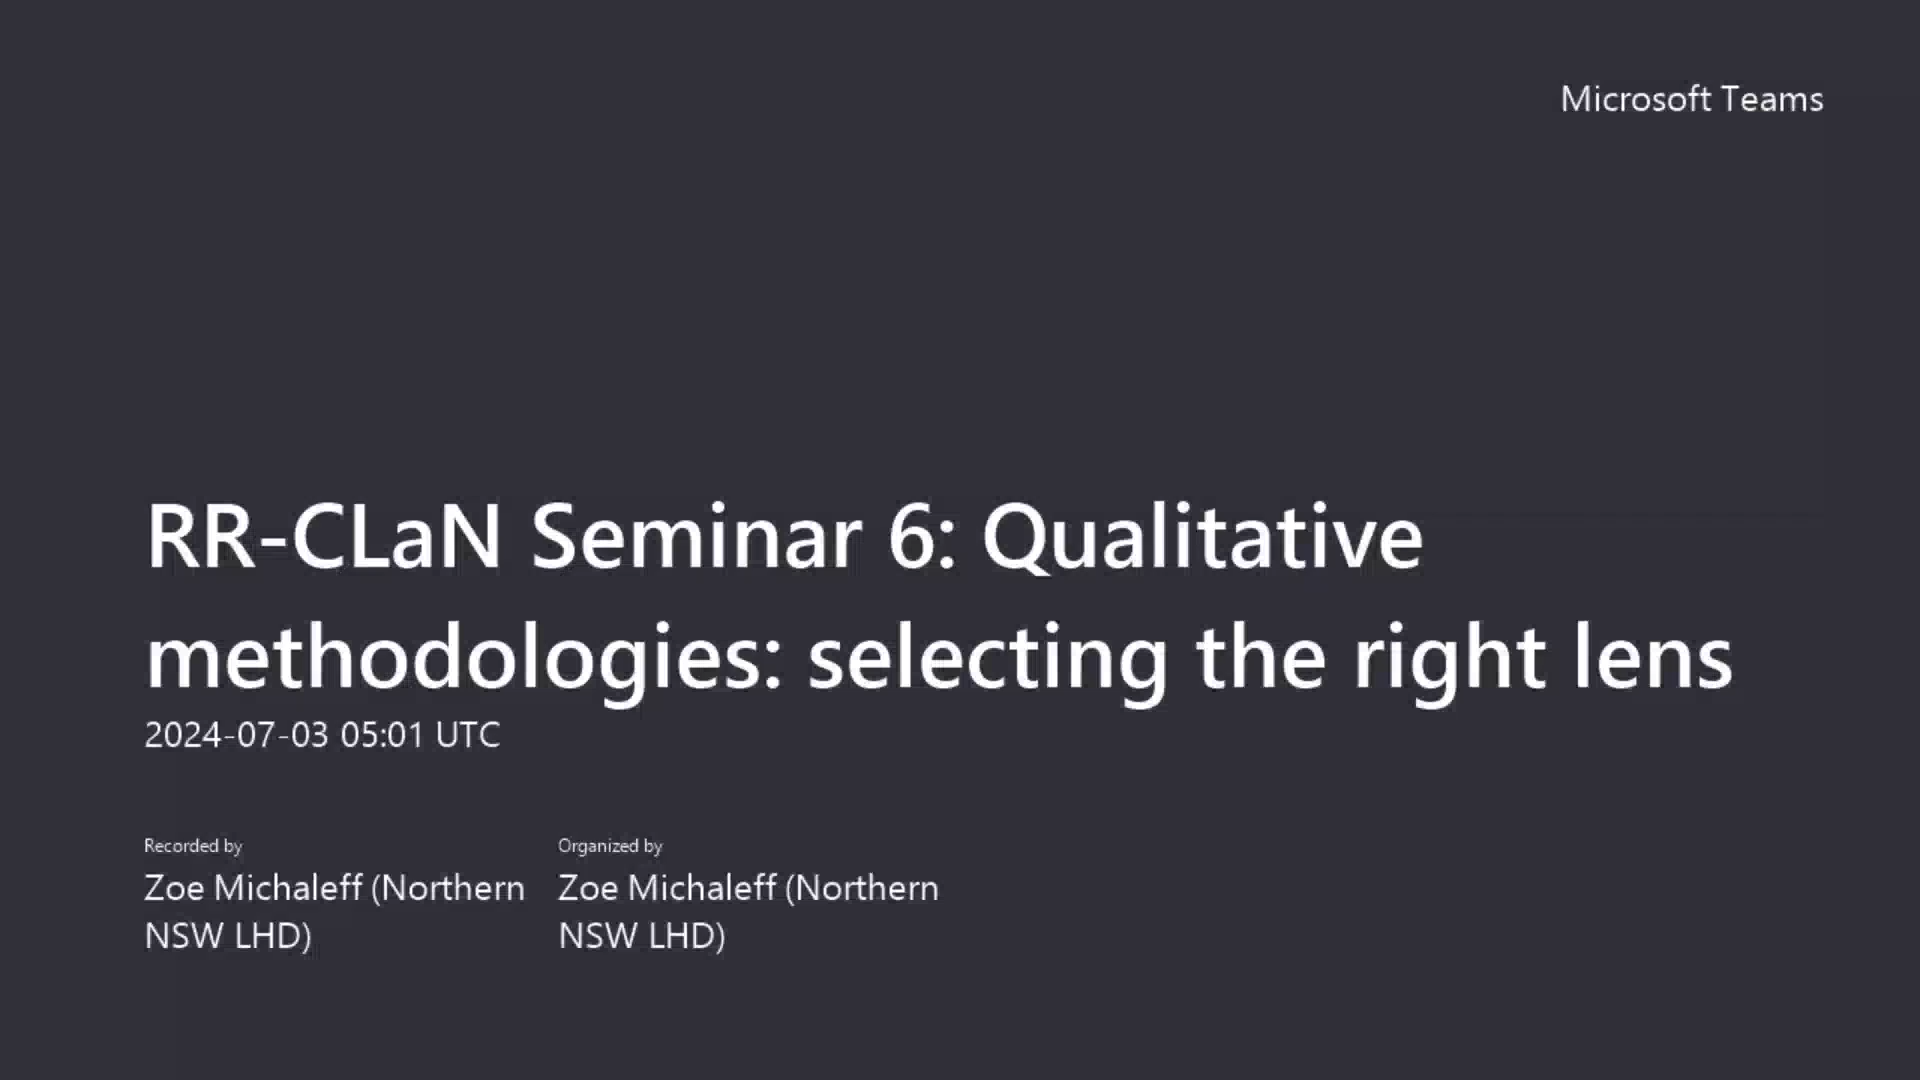 Microsoft Teams
RR-CLaN Seminar 6: Qualitative
methodologies: selecting the right lens
2024-07-03 05:01 UTC
Recorded by
Zoe Michaleff (Northern
NSW LHD)
Organized by
Zoe Michaleff (Northern
NSW LHD)